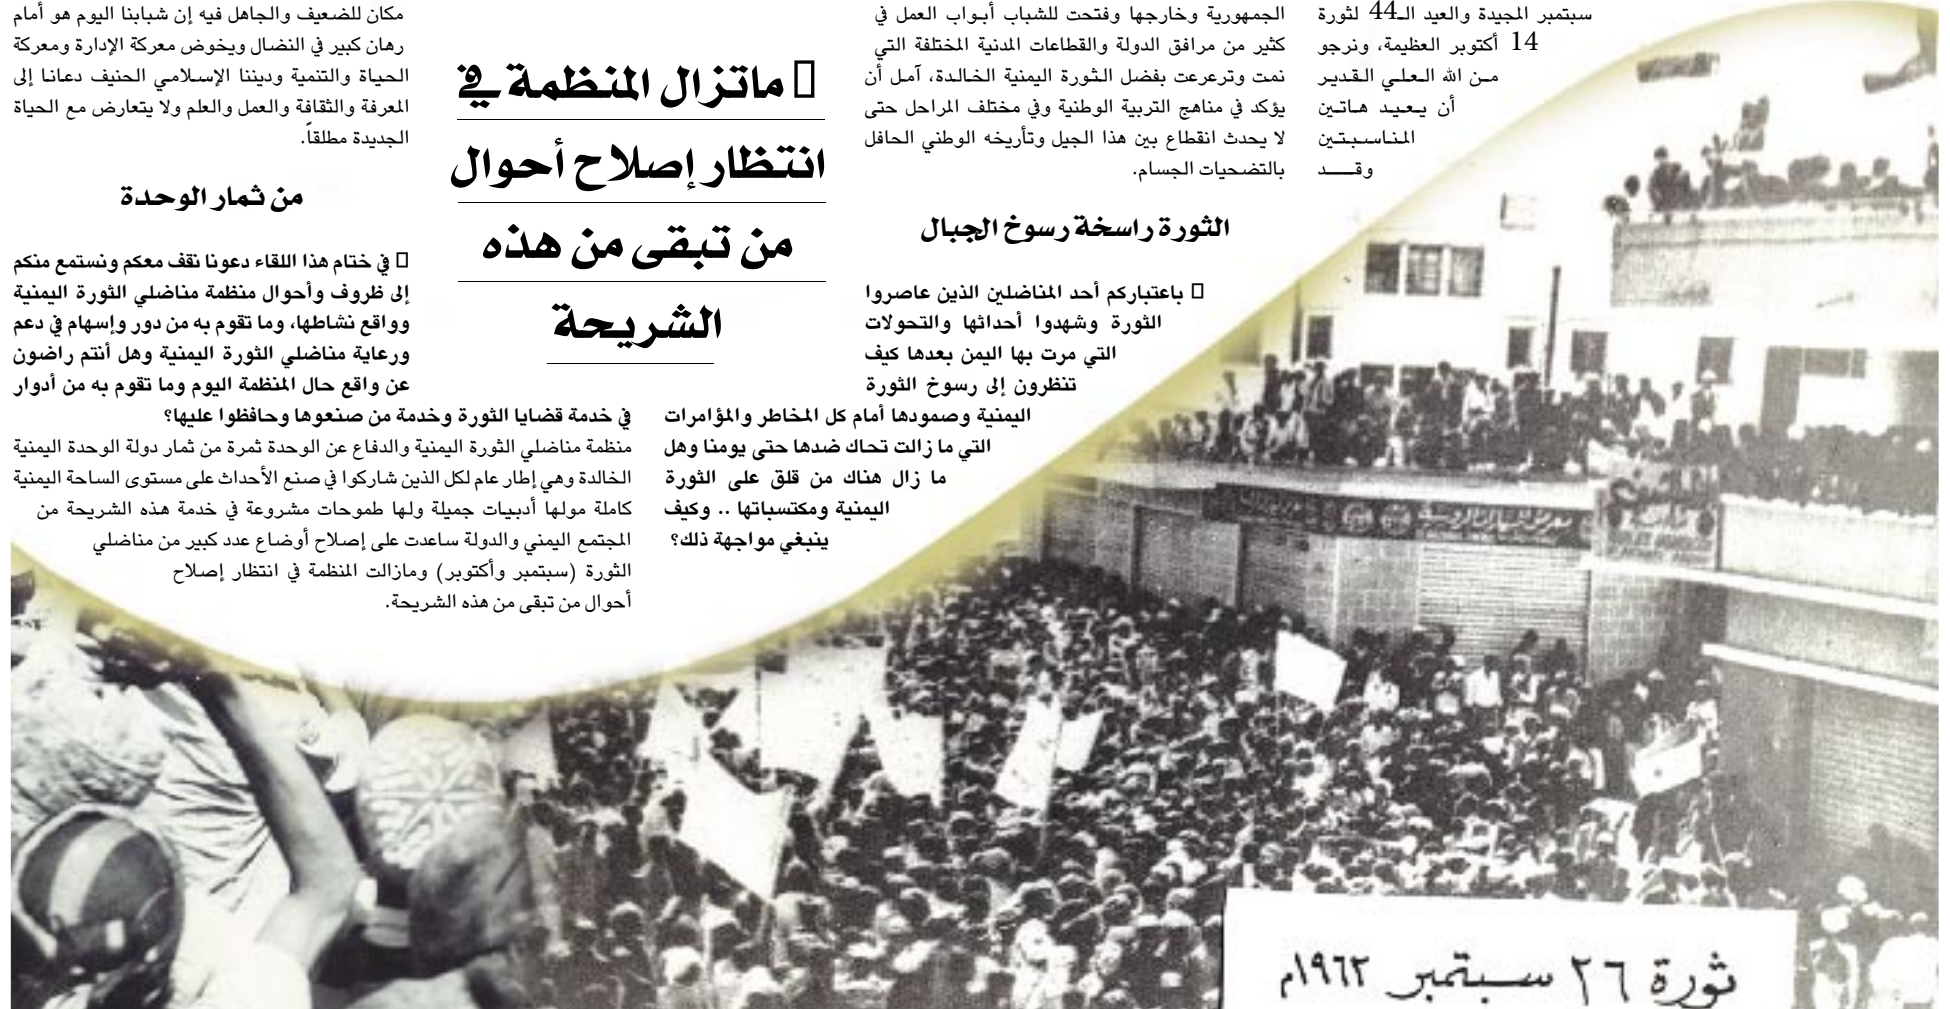 سبتمبر المجيدة والعيد الـ44 لثورة
14 أكتوبر العظيمة، ونرجو
من الله العلي القدير
أن يعيد هاتين
المناسبتين
وقد
الجمهورية وخارجها وفتحت للشباب أبواب العمل في
كثير من مرافق الدولة والقطاعات المدنية المختلفة التي
نمت وترعرعت بفضل الثورة اليمنية الخالدة، آمل أن
يؤكد في مناهج التربية الوطنية وفي مختلف المراحل حتى
لا يحدث انقطاع بين هذا الجيل وتأريخه الوطني الحافل
بالتضحيات الجسام.
الثورة راسخة رسوخ الجبال
باعتباركم أحد المناضلين الذين عاصروا
الثورة وشهدوا أحداثها والتحولات
التي مرت بها اليمن بعدها كيف
تنظرون إلى رسوخ الثورة
اليمنية وصمودها أمام كل المخاطر والمؤامرات
التي ما زالت تحاك ضدها حتى يومنا وهل
ما زال هناك من قلق على الثورة
اليمنية ومكتسباتها .. وكيف
ينبغي مواجهة ذلك؟
ماتزال المنظمة في
انتظار إصلاح أحوال
من تبقى من هذه
الشريحة
مكان للضعيف والجاهل فيه إن شبابنا اليوم هو أمام
رهان كبير في النضال ويخوض معركة الإدارة ومعركة
الحياة والتنمية وديننا الإسلامي الحنيف دعانا إلى
المعرفة والثقافة والعمل والعلم ولا يتعارض مع الحياة
الجديدة مطلقاً.
من ثمار الوحدة
في ختام هذا اللقاء دعونا نقف معكم ونستمع منكم
إلى ظروف وأحوال منظمة مناضلي الثورة اليمنية
وواقع نشاطها، وما تقوم به من دور وإسهام في دعم
ورعاية مناضلي الثورة اليمنية وهل أنتم راضون
عن واقع حال المنظمة اليوم وما تقوم به من أدوار
في خدمة قضايا الثورة وخدمة من صنعوها وحافظوا عليها؟
منظمة مناضلي الثورة اليمنية والدفاع عن الوحدة ثمرة من ثمار دولة الوحدة اليمنية
الخالدة وهي إطار عام لكل الذين شاركوا في صنع الأحداث على مستوى الساحة اليمنية
كاملة مولها أدبيات جميلة ولها طموحات مشروعة في خدمة هذه الشريحة من
المجتمع اليمني والدولة ساعدت على إصلاح أوضاع عدد كبير من مناضلي
الثورة (سبتمبر وأكتوبر) ومازالت المنظمة في انتظار إصلاح
أحوال من تبقى من هذه الشريحة.
ثورة ٢٦ سبتمبر ١٩٦٢م